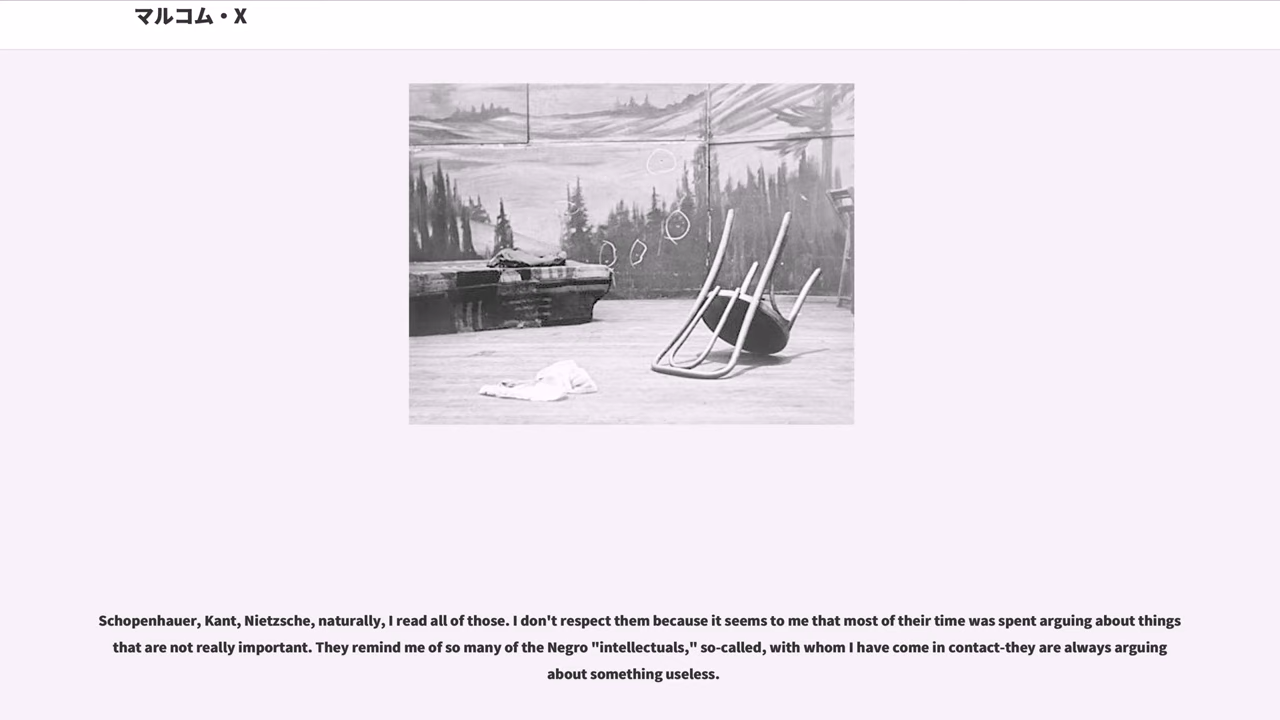 マルコム・X
Schopenhauer, Kant, Nietzsche, naturally, I read all of those. I don't respect them because it seems to me that most of their time was spent arguing about things
that are not really important. They remind me of so many of the Negro "intellectuals," so-called, with whom I have come in contact-they are always arguing
about something useless.